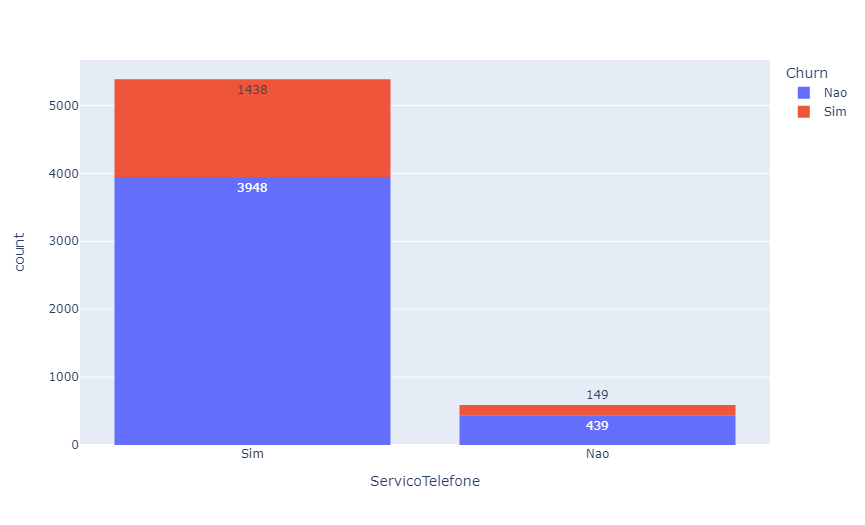 Churn
Nao
Sim
5000
4000
3000
2000
1000
0
count
1438
3948
149
439
Sim
Nao
ServicoTelefone